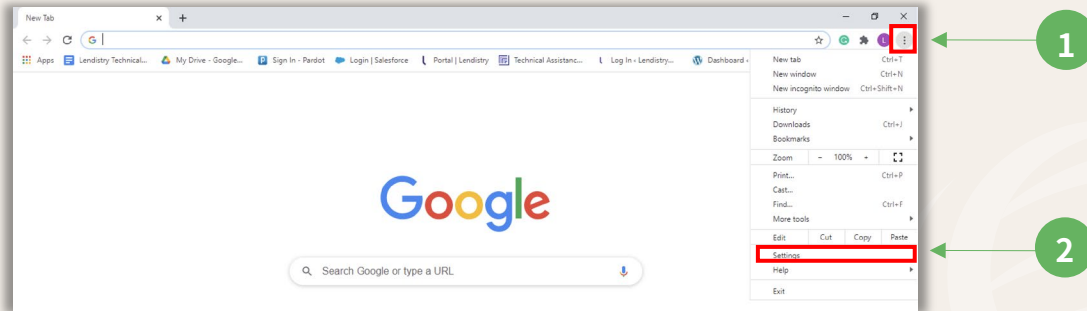 New Tab
1
Apps Lendistry Technical... My Drive - Google... Sign In - Pardot Login | Salesforce Portal | Lendistry Technical Assistanc... Log In ‹ Lendistry... Dashboard ‹
New tab Ctrl+T
New window Ctrl+N
New incognito window Ctrl+Shift+N
History
Downloads Ctrl+J
Bookmarks
Zoom - 100% +
Print... Ctrl+P
Cast...
Find... Ctrl+F
More tools
Edit Cut Copy Paste
Settings
2
Help
Exit
Google
Search Google or type a URL